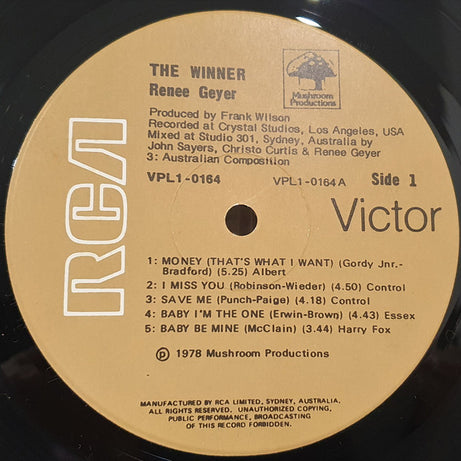 THE WINNER
Renee Geyer
Mushroom
Productions
Produced by Frank Wilson
Recorded at Crystal Studios, Los Angeles, USA
Mixed at Studio 301, Sydney, Australia by
John Sayers, Christo Curtis & Renee Geyer
3: Australian Composition
VPL1-0164 VPL1-0164A Side 1
RCA Victor
1: MONEY (THAT'S WHAT I WANT) (Gordy Jnr.-
Bradford) (5.25) Albert
2: I MISS YOU (Robinson-Wieder) (4.50) Control
3: SAVE ME (Punch-Paige) (4.18) Control
4: BABY I'M THE ONE (Erwin-Brown) (4.43) Essex
5: BABY BE MINE (McClain) (3.44) Harry Fox
℗ 1978 Mushroom Productions
MANUFACTURED BY RCA LIMITED, SYDNEY, AUSTRALIA.
ALL RIGHTS RESERVED. UNAUTHORIZED COPYING,
PUBLIC PERFORMANCE, BROADCASTING
OF THIS RECORD FORBIDDEN.